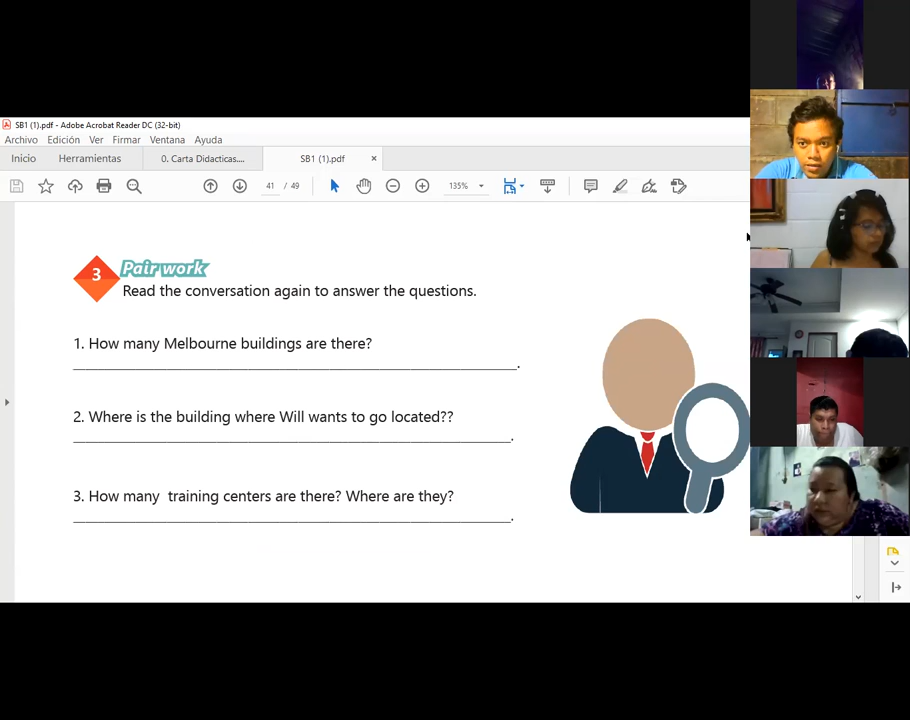 SB1 (1).pdf - Adobe Acrobat Reader DC (32-bit)
Archivo Edición Ver Firmar Ventana Ayuda
Inicio Herramientas 0. Carta Didacticas.... SB1 (1).pdf ×
41 / 49 135%
3 Pair work
Read the conversation again to answer the questions.
1. How many Melbourne buildings are there?
2. Where is the building where Will wants to go located??
3. How many training centers are there? Where are they?